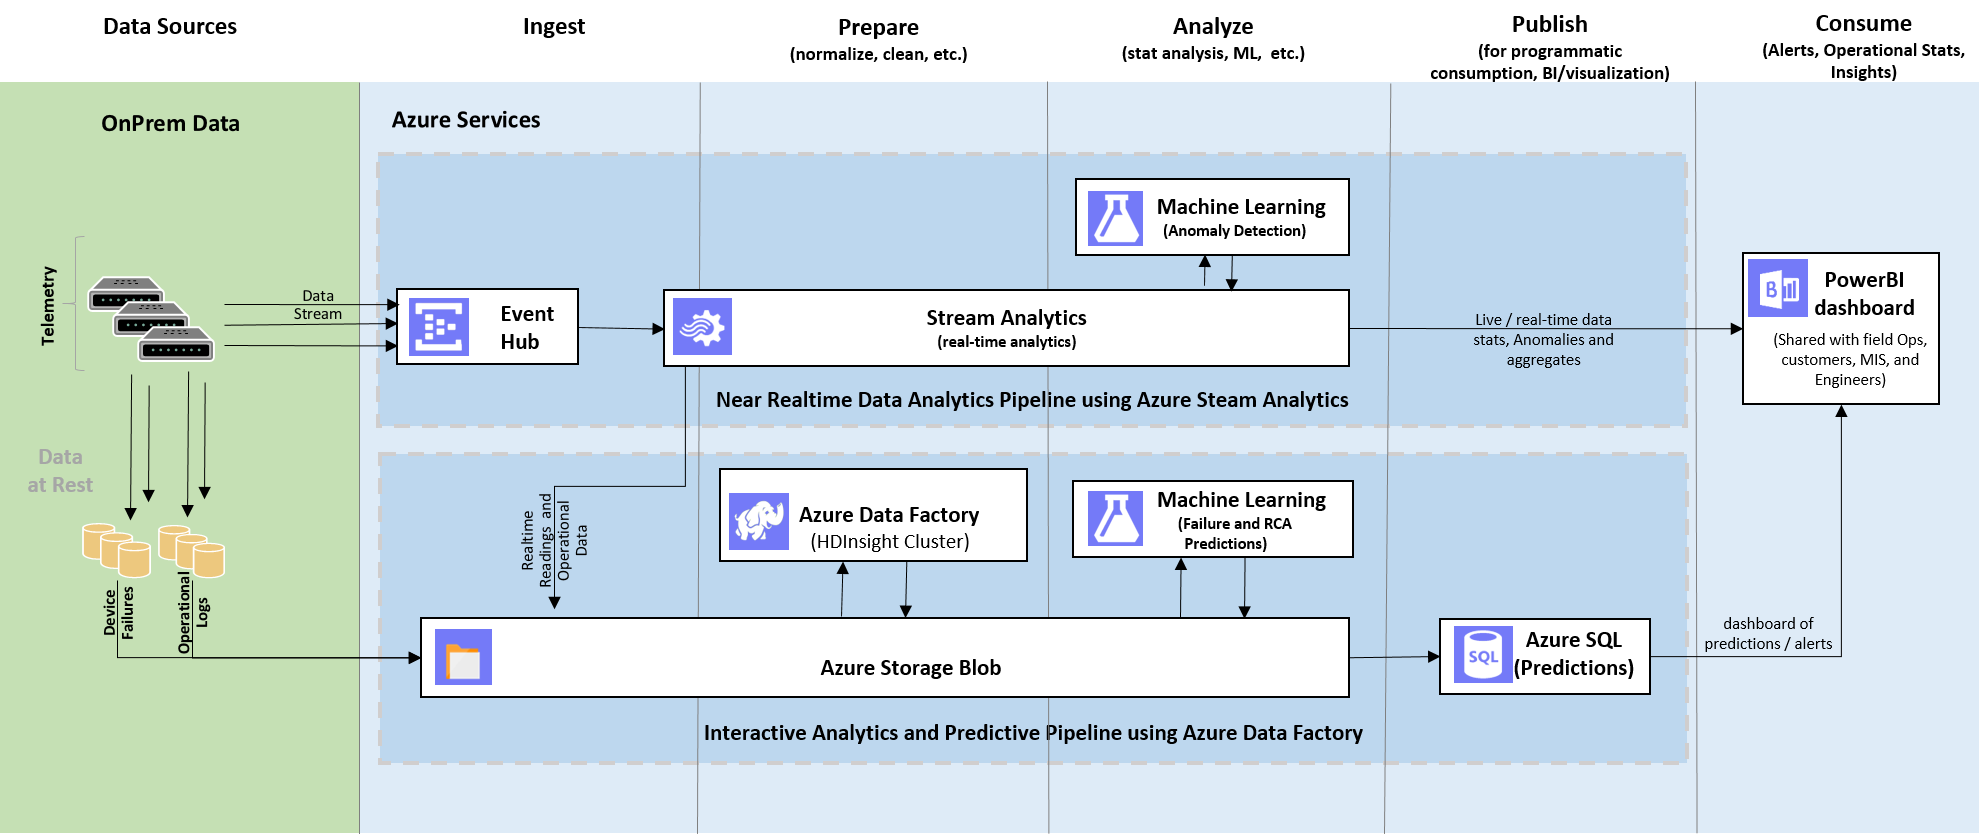 Data Sources
Ingest
Prepare
(normalize, clean, etc.)
Analyze
(stat analysis, ML,  etc.)
Publish
(for programmatic
consumption, BI/visualization)
Consume
(Alerts, Operational Stats,
Insights)
OnPrem Data
Azure Services
Telemetry
Data
Stream
Event
Hub
Stream Analytics
(real-time analytics)
Machine Learning
(Anomaly Detection)
Live / real-time data
stats, Anomalies and
aggregates
PowerBI
dashboard
(Shared with field Ops,
customers, MIS, and
Engineers)
Near Realtime Data Analytics Pipeline using Azure Steam Analytics
Data
at Rest
Device
Failures
Operational
Logs
Realtime
Readings and
Operational
Data
Azure Data Factory
(HDInsight Cluster)
Machine Learning
(Failure and RCA
Predictions)
Azure Storage Blob
SQL
Azure SQL
(Predictions)
dashboard of
predictions / alerts
Interactive Analytics and Predictive Pipeline using Azure Data Factory